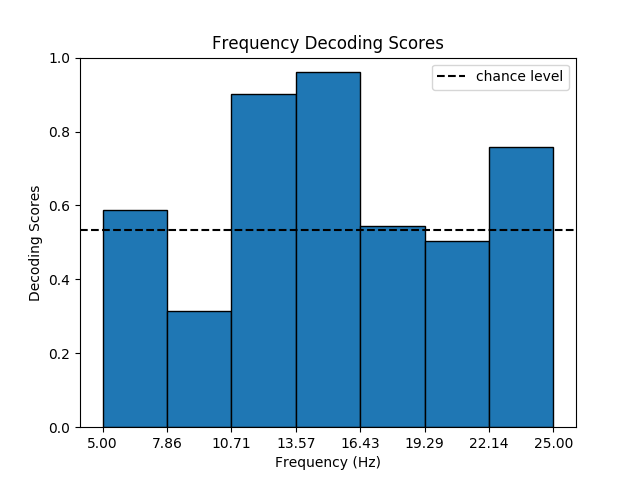 Frequency Decoding Scores
chance level
Decoding Scores
1.0
0.8
0.6
0.4
0.2
0.0
5.00 7.86 10.71 13.57 16.43 19.29 22.14 25.00
Frequency (Hz)